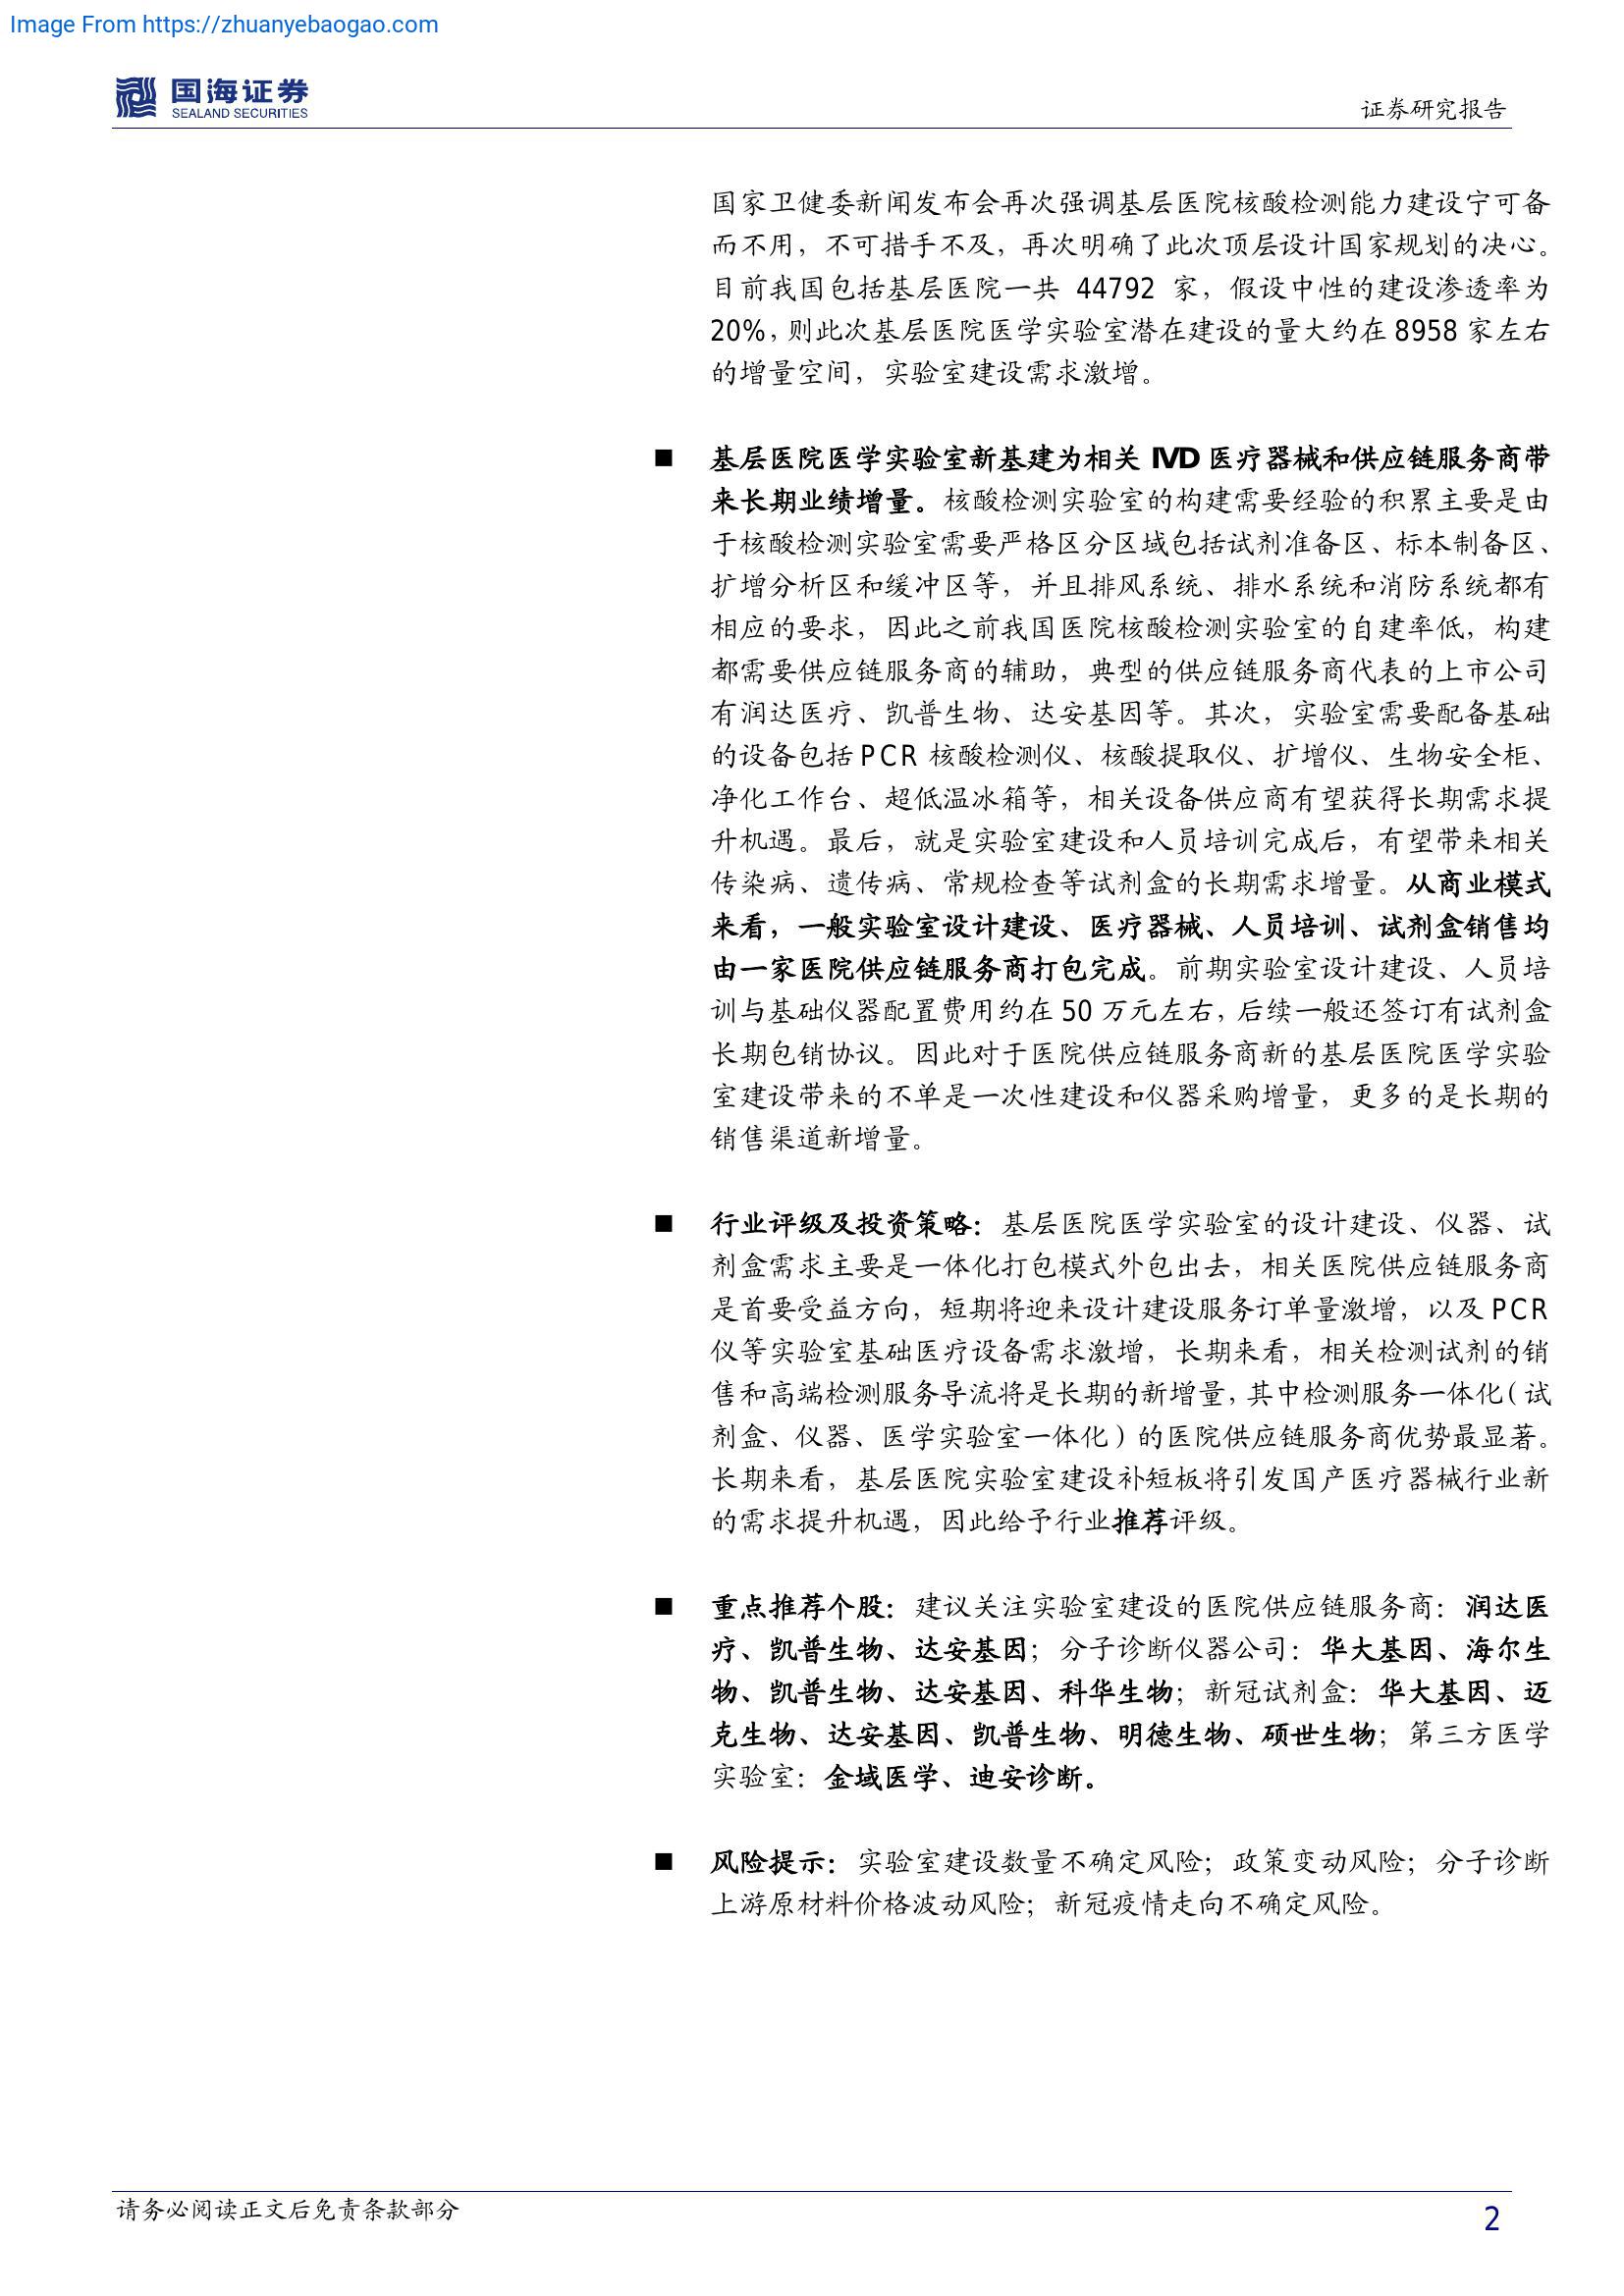 Image From https://zhuanyebaogao.com
国海证券
SEALAND SECURITIES
证券研究报告
国家卫健委新闻发布会再次强调基层医院核酸检测能力建设宁可备
而不用，不可措手不及，再次明确了此次顶层设计国家规划的决心。
目前我国包括基层医院一共 44792 家，假设中性的建设渗透率为
20%，则此次基层医院医学实验室潜在建设的量大约在 8958 家左右
的增量空间，实验室建设需求激增。
■ 基层医院医学实验室新基建为相关 IVD 医疗器械和供应链服务商带
来长期业绩增量。核酸检测实验室的构建需要经验的积累主要是由
于核酸检测实验室需要严格区分区域包括试剂准备区、标本制备区、
扩增分析区和缓冲区等，并且排风系统、排水系统和消防系统都有
相应的要求，因此之前我国医院核酸检测实验室的自建率低，构建
都需要供应链服务商的辅助，典型的供应链服务商代表的上市公司
有润达医疗、凯普生物、达安基因等。其次，实验室需要配备基础
的设备包括 PCR 核酸检测仪、核酸提取仪、扩增仪、生物安全柜、
净化工作台、超低温冰箱等，相关设备供应商有望获得长期需求提
升机遇。最后，就是实验室建设和人员培训完成后，有望带来相关
传染病、遗传病、常规检查等试剂盒的长期需求增量。从商业模式
来看，一般实验室设计建设、医疗器械、人员培训、试剂盒销售均
由一家医院供应链服务商打包完成。前期实验室设计建设、人员培
训与基础仪器配置费用约在 50 万元左右，后续一般还签订有试剂盒
长期包销协议。因此对于医院供应链服务商新的基层医院医学实验
室建设带来的不单是一次性建设和仪器采购增量，更多的是长期的
销售渠道新增量。
■ 行业评级及投资策略：基层医院医学实验室的设计建设、仪器、试
剂盒需求主要是一体化打包模式外包出去，相关医院供应链服务商
是首要受益方向，短期将迎来设计建设服务订单量激增，以及 PCR
仪等实验室基础医疗设备需求激增，长期来看，相关检测试剂的销
售和高端检测服务导流将是长期的新增量，其中检测服务一体化（试
剂盒、仪器、医学实验室一体化）的医院供应链服务商优势最显著。
长期来看，基层医院实验室建设补短板将引发国产医疗器械行业新
的需求提升机遇，因此给予行业推荐评级。
■ 重点推荐个股：建议关注实验室建设的医院供应链服务商：润达医
疗、凯普生物、达安基因；分子诊断仪器公司：华大基因、海尔生
物、凯普生物、达安基因、科华生物；新冠试剂盒：华大基因、迈
克生物、达安基因、凯普生物、明德生物、硕世生物；第三方医学
实验室：金域医学、迪安诊断。
■ 风险提示：实验室建设数量不确定风险；政策变动风险；分子诊断
上游原材料价格波动风险；新冠疫情走向不确定风险。
请务必阅读正文后免责条款部分
2